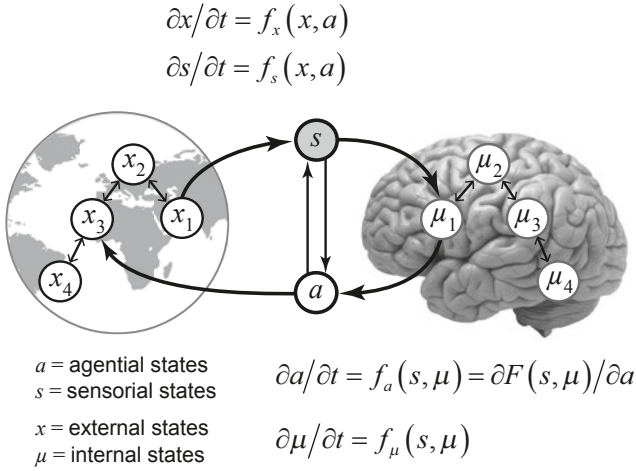 ∂x/∂t = f_x(x,a)
∂s/∂t = f_s(x,a)
s
x_2
μ_2
x_3
x_1
μ_1
μ_3
x_4
a
μ_4
a = agential states
s = sensorial states
x = external states
μ = internal states
∂a/∂t = f_a(s,μ) = ∂F(s,μ)/∂a
∂μ/∂t = f_μ(s,μ)